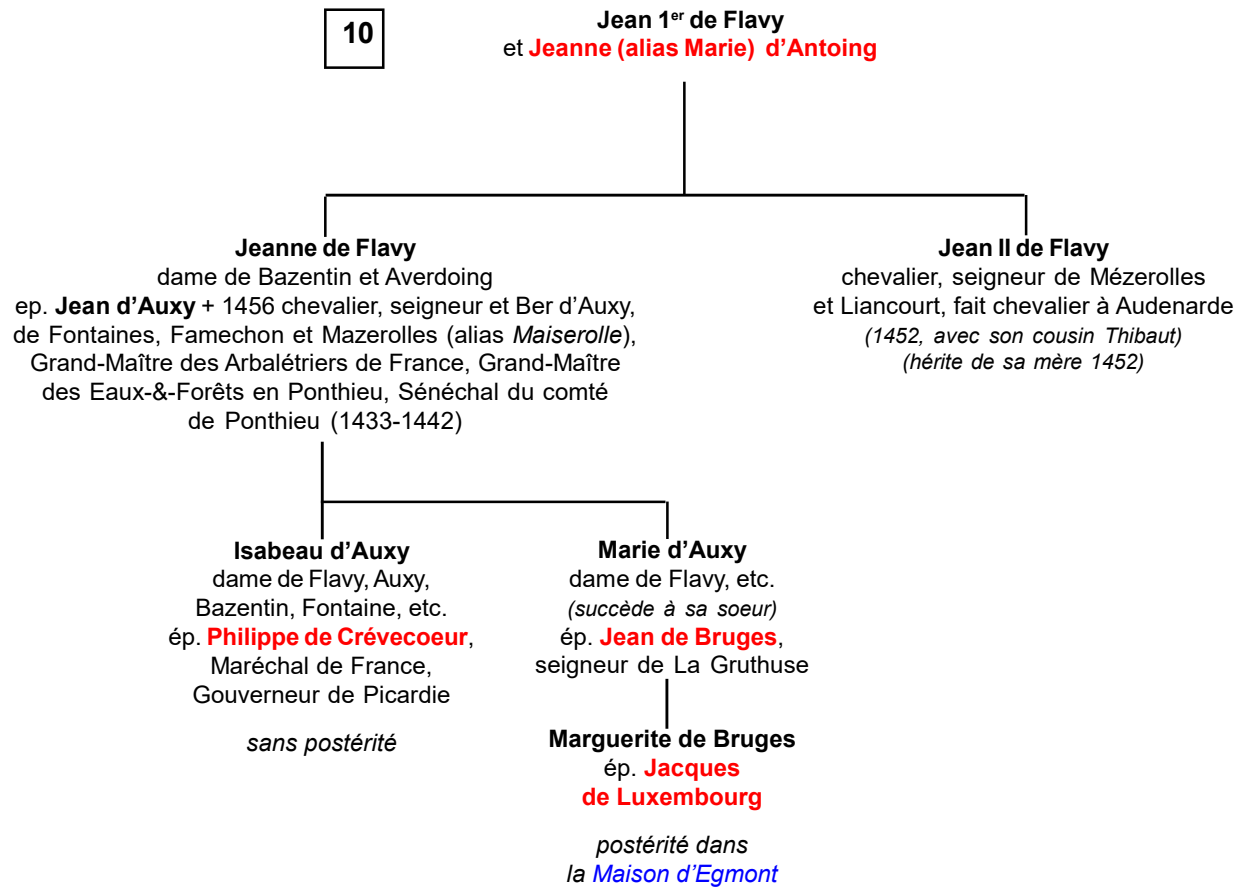 10
Jean 1er de Flavy
et Jeanne (alias Marie) d'Antoing
Jeanne de Flavy
dame de Bazentin et Averdoing
ep. Jean d'Auxy + 1456 chevalier, seigneur et Ber d'Auxy,
de Fontaines, Famechon et Mazerolles (alias Maiserolle),
Grand-Maître des Arbalétriers de France, Grand-Maître
des Eaux-&-Forêts en Ponthieu, Sénéchal du comté
de Ponthieu (1433-1442)
Jean II de Flavy
chevalier, seigneur de Mézerolles
et Liancourt, fait chevalier à Audenarde
(1452, avec son cousin Thibaut)
(hérite de sa mère 1452)
Isabeau d'Auxy
dame de Flavy, Auxy,
Bazentin, Fontaine, etc.
ép. Philippe de Crévecoeur,
Maréchal de France,
Gouverneur de Picardie
sans postérité
Marie d'Auxy
dame de Flavy, etc.
(succède à sa soeur)
ép. Jean de Bruges,
seigneur de La Gruthuse
Marguerite de Bruges
ép. Jacques
de Luxembourg
postérité dans
la Maison d'Egmont